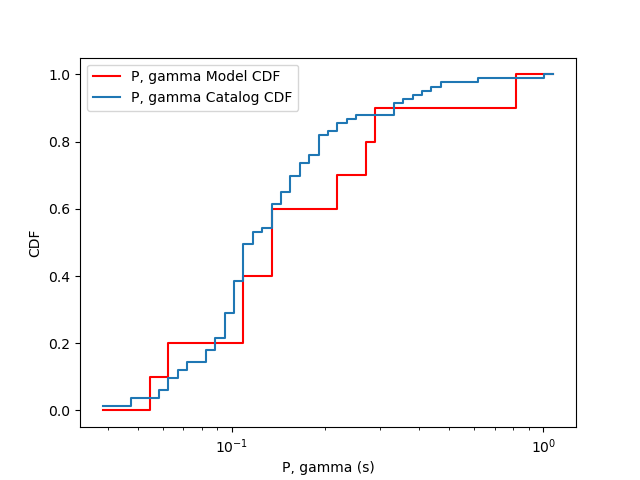 P, gamma Model CDF
P, gamma Catalog CDF
1.0
0.8
0.6
0.4
0.2
0.0
CDF
10⁻¹ 10⁰
P, gamma (s)